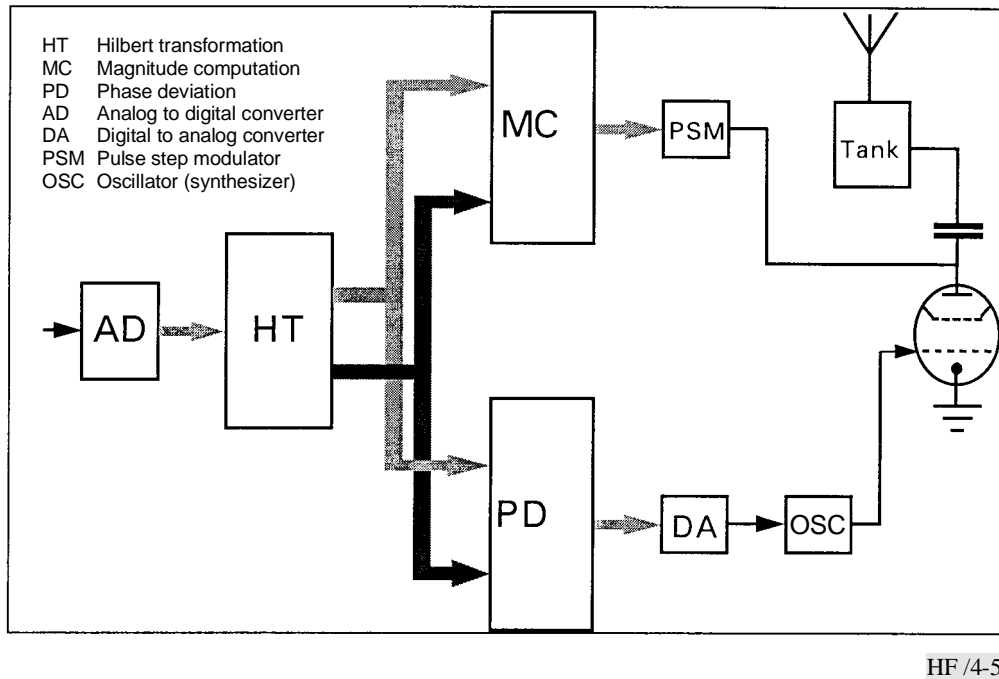 HT Hilbert transformation
MC Magnitude computation
PD Phase deviation
AD Analog to digital converter
DA Digital to analog converter
PSM Pulse step modulator
OSC Oscillator (synthesizer)
MC
PSM
Tank
AD
HT
PD
DA
OSC
HF /4-5